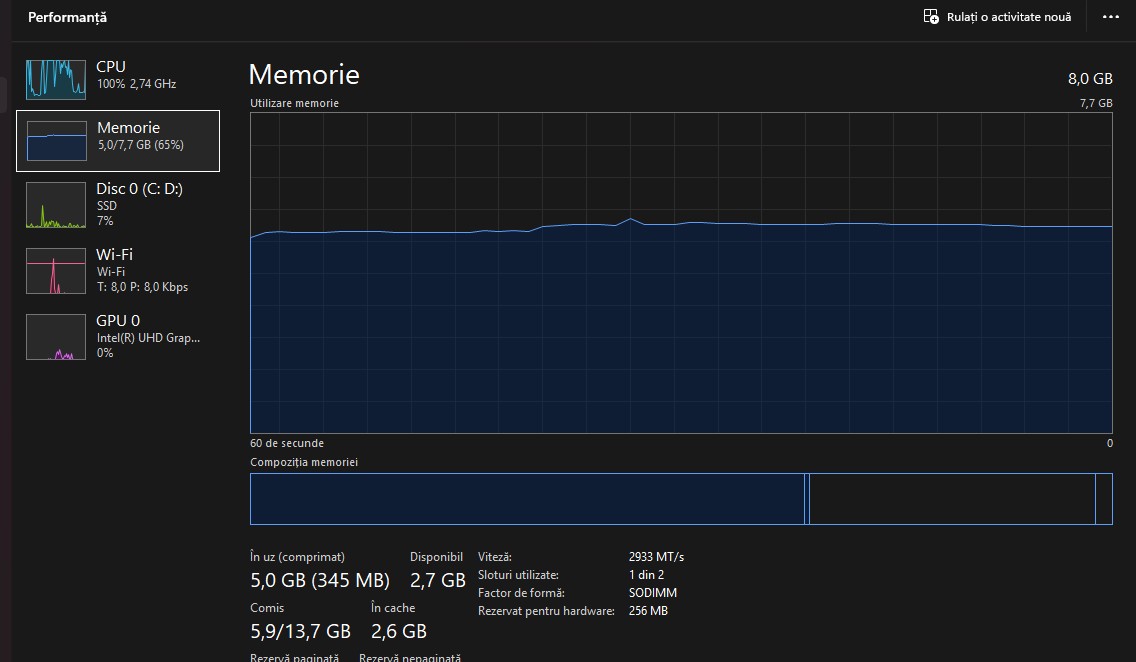 Performanță
Rulați o activitate nouă
CPU
100% 2,74 GHz
Memorie
5,0/7,7 GB (65%)
Disc 0 (C: D:)
SSD
7%
Wi-Fi
Wi-Fi
T: 8,0 P: 8,0 Kbps
GPU 0
Intel(R) UHD Grap...
0%
Memorie
8,0 GB
Utilizare memorie
7,7 GB
60 de secunde
0
Compoziția memoriei
În uz (comprimat)
Disponibil
5,0 GB (345 MB)
2,7 GB
Comis
În cache
5,9/13,7 GB
2,6 GB
Rezervă paginată
Rezervă nepaginată
Viteză:
2933 MT/s
Sloturi utilizate:
1 din 2
Factor de formă:
SODIMM
Rezervat pentru hardware:
256 MB